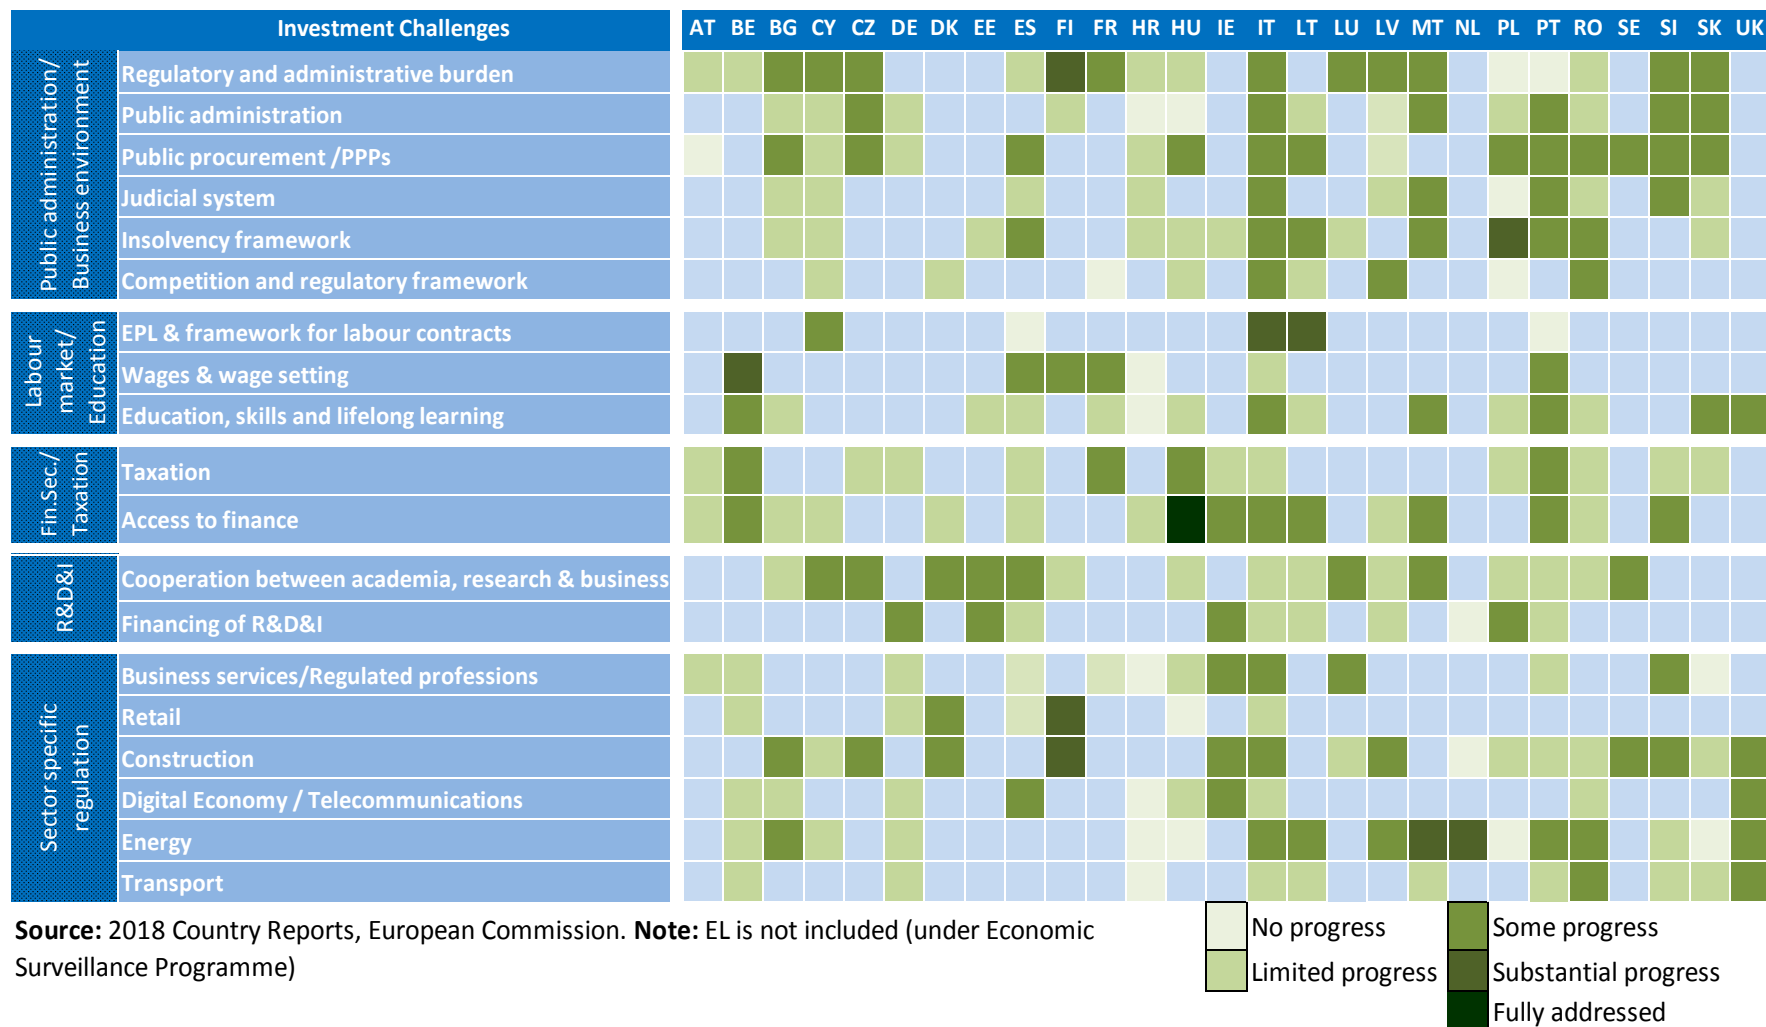 Investment Challenges AT BE BG CY CZ DE DK EE ES FI FR HR HU IE IT LT LU LV MT NL PL PT RO SE SI SK UK
Public administration/
Business environment
Regulatory and administrative burden
Public administration
Public procurement /PPPs
Judicial system
Insolvency framework
Competition and regulatory framework
Labour
market/
Education
EPL & framework for labour contracts
Wages & wage setting
Education, skills and lifelong learning
Fin.Sec./
Taxation
Taxation
Access to finance
R&D&I
Cooperation between academia, research & business
Financing of R&D&I
Sector specific
regulation
Business services/Regulated professions
Retail
Construction
Digital Economy / Telecommunications
Energy
Transport
Source: 2018 Country Reports, European Commission. Note: EL is not included (under Economic
Surveillance Programme)
No progress
Limited progress
Some progress
Substantial progress
Fully addressed